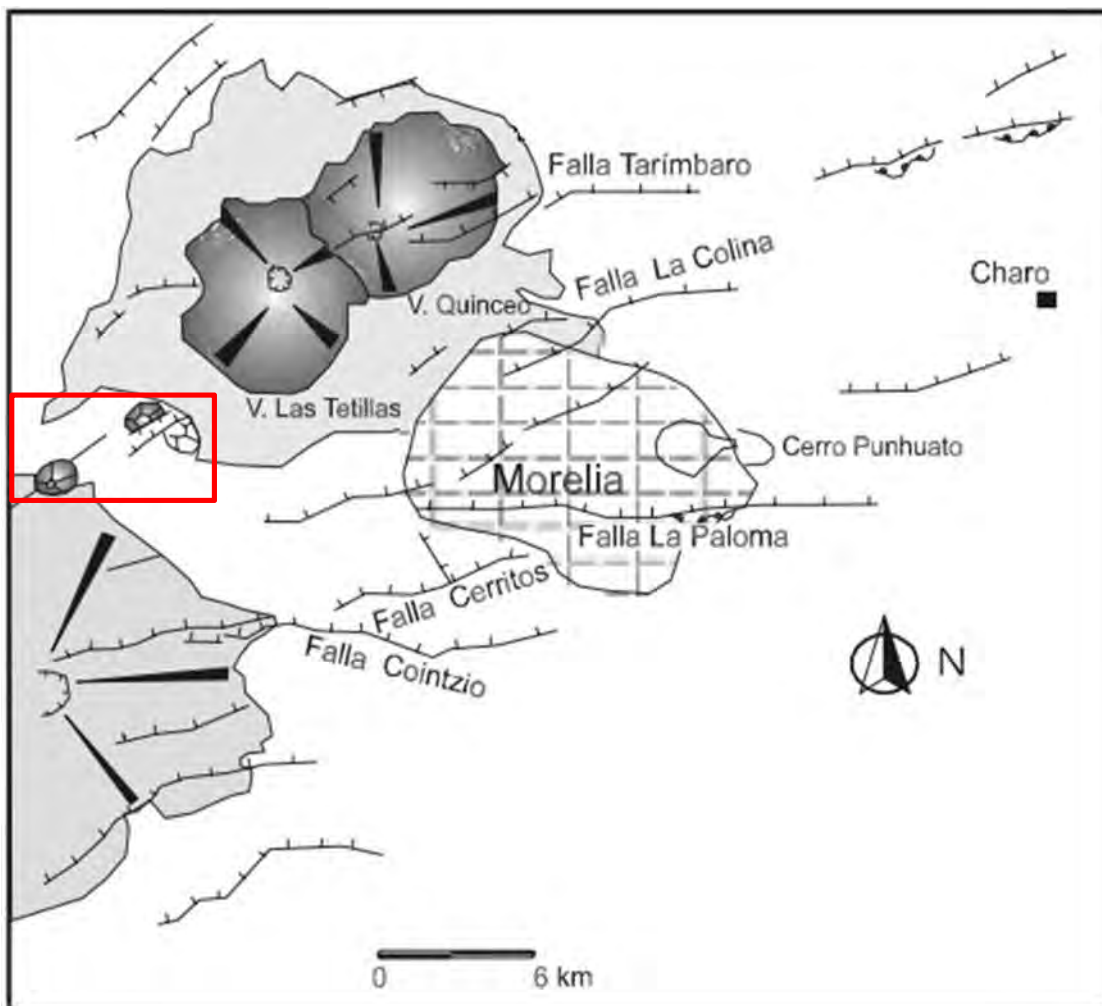 Falla Tarímbaro
Falla La Colina
Charo
V. Quinceo
V. Las Tetillas
Cerro Punhuato
Morelia
Falla La Paloma
Falla Cerritos
Falla Cointzio
N
0 6 km